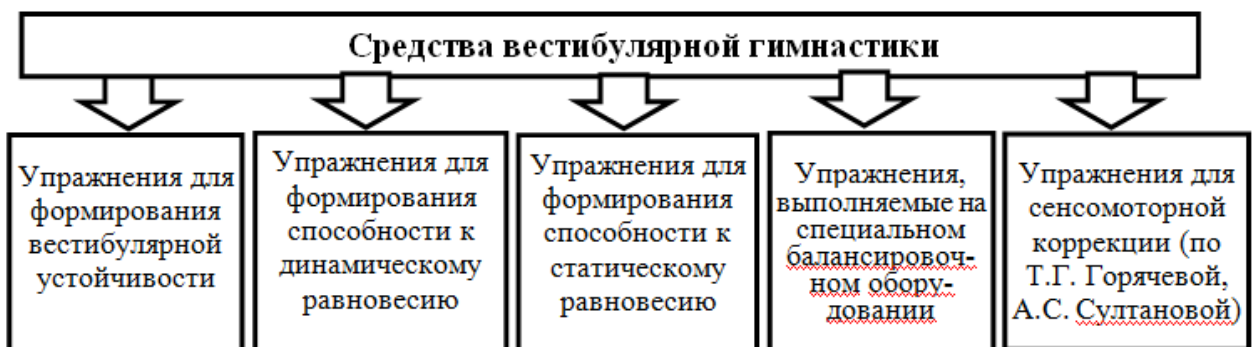 Средства вестибулярной гимнастики
Упражнения для
формирования
вестибулярной
устойчивости
Упражнения для
формирования
способности к
динамическому
равновесию
Упражнения для
формирования
способности к
статическому
равновесию
Упражнения,
выполняемые на
специальном
балансировоч-
ном обору-
довании
Упражнения для
сенсомоторной
коррекции (по
Т.Г. Горячевой,
А.С. Султановой)